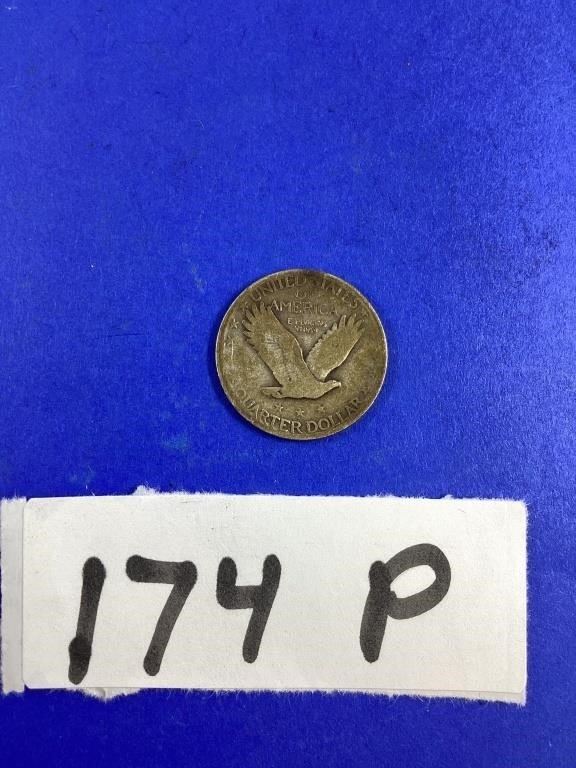 UNITED STATES
OF
AMERICA
E PLURIBUS
UNUM
QUARTER DOLLAR
174 P